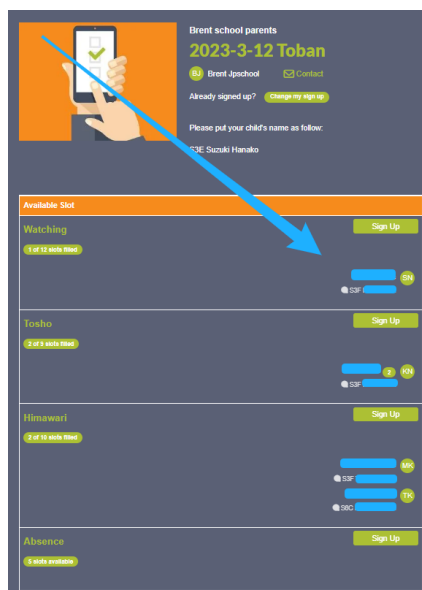 Brent school parents
2023-3-12 Toban
BJ Brent Jpschool Contact
Already signed up? Change my sign up
Please put your child's name as follow:
S3E Suzuki Hanako
Available Slot
Watching Sign Up
1 of 12 slots filled
SN
S3F
Tosho Sign Up
2 of 9 slots filled
2 KN
S3F
Himawari Sign Up
2 of 10 slots filled
MK
S3F
TK
S6C
Absence Sign Up
5 slots available